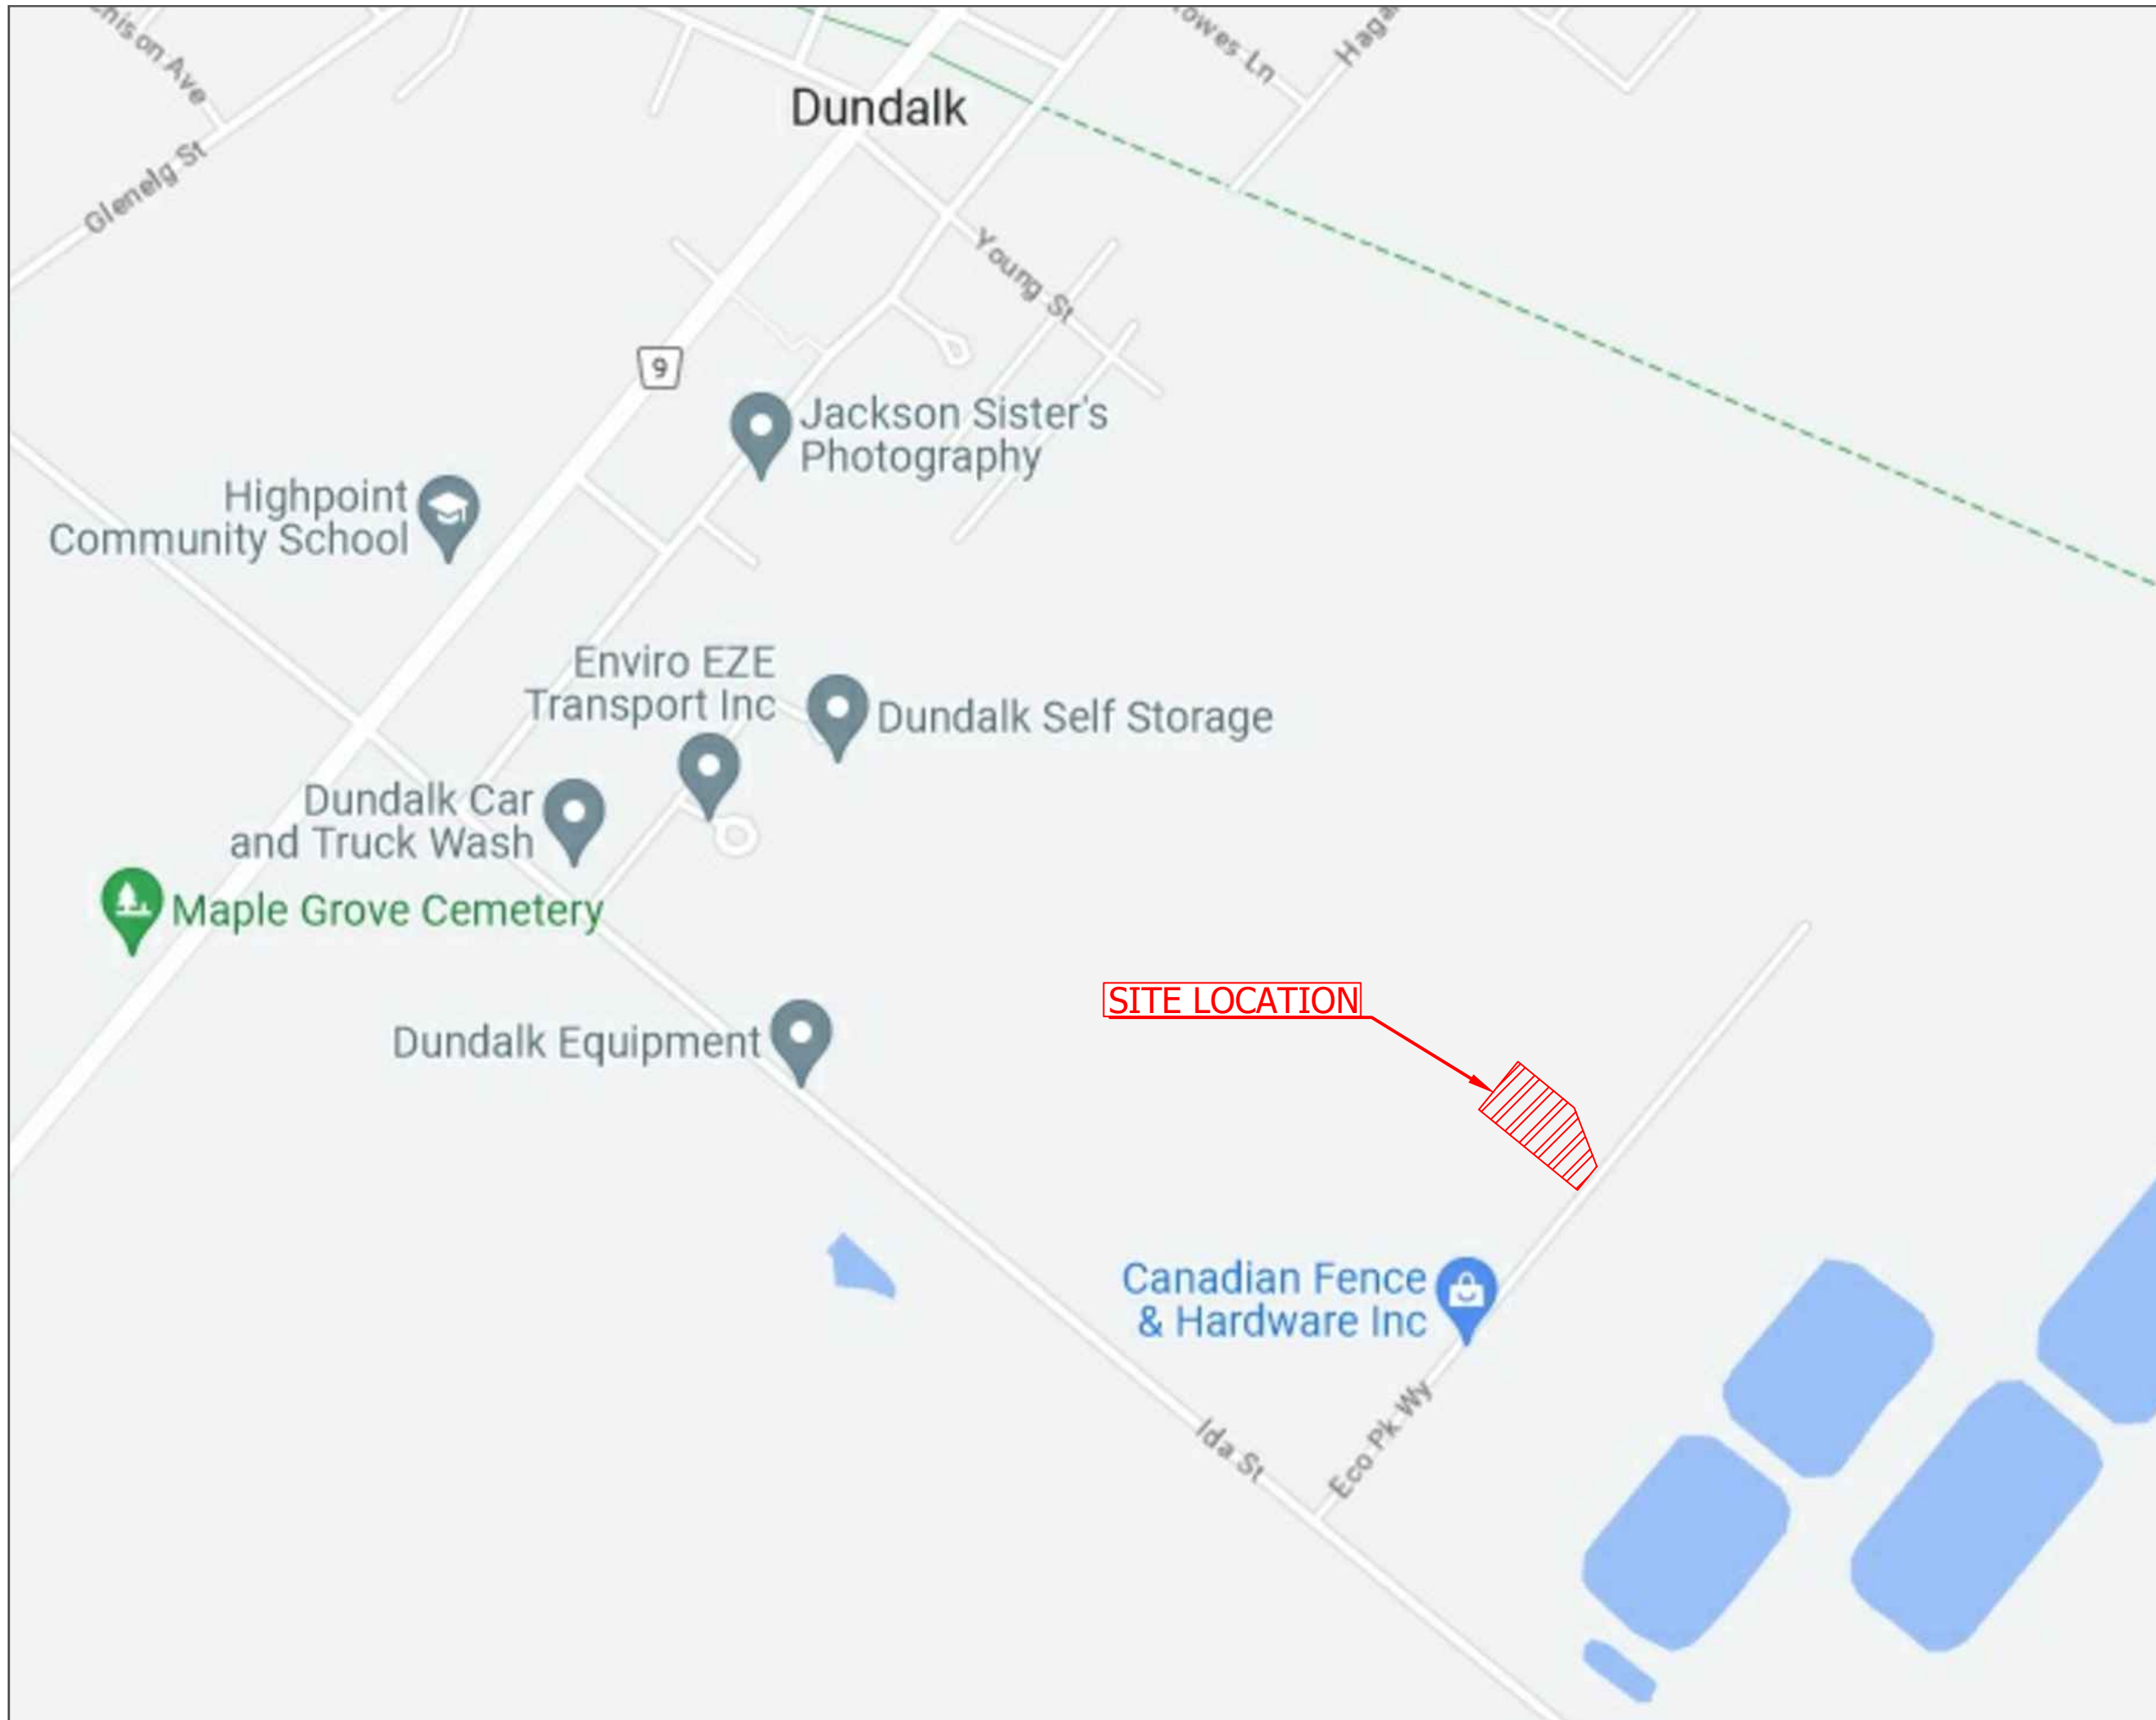 Dundalk
Glenelg St
Young St
9
Jackson Sister's
Photography
Highpoint
Community School
Enviro EZE
Transport Inc
Dundalk Self Storage
Dundalk Car
and Truck Wash
Maple Grove Cemetery
SITE LOCATION
Dundalk Equipment
Canadian Fence
& Hardware Inc
Eco Pk Wy
Ida St